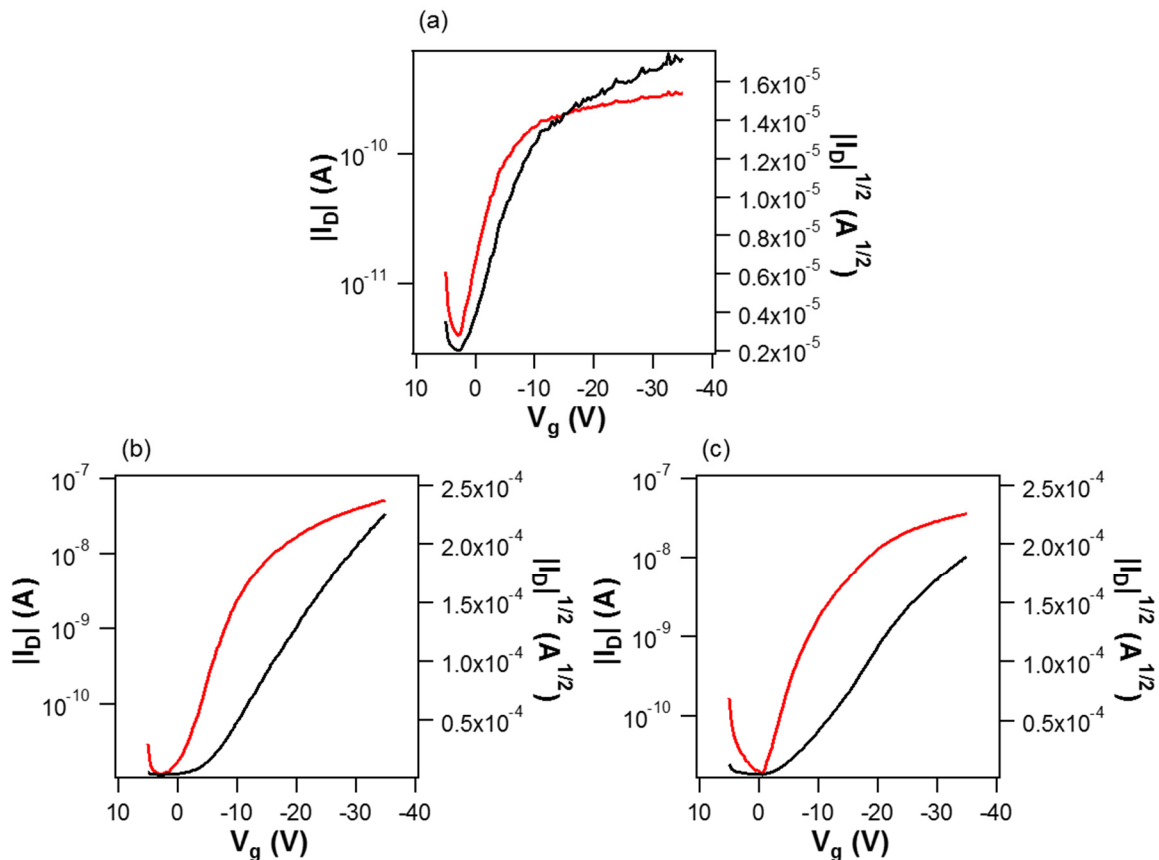 (a)
|I_D| (A)
10^-10
10^-11
1.6x10^-5
1.4x10^-5
1.2x10^-5
1.0x10^-5
0.8x10^-5
0.6x10^-5
0.4x10^-5
0.2x10^-5
|I_D|^1/2 (A^1/2)
10 0 -10 -20 -30 -40
V_g (V)
(b)
|I_D| (A)
10^-7
10^-8
10^-9
10^-10
2.5x10^-4
2.0x10^-4
1.5x10^-4
1.0x10^-4
0.5x10^-4
|I_D|^1/2 (A^1/2)
10 0 -10 -20 -30 -40
V_g (V)
(c)
|I_D| (A)
10^-7
10^-8
10^-9
10^-10
2.5x10^-4
2.0x10^-4
1.5x10^-4
1.0x10^-4
0.5x10^-4
|I_D|^1/2 (A^1/2)
10 0 -10 -20 -30 -40
V_g (V)